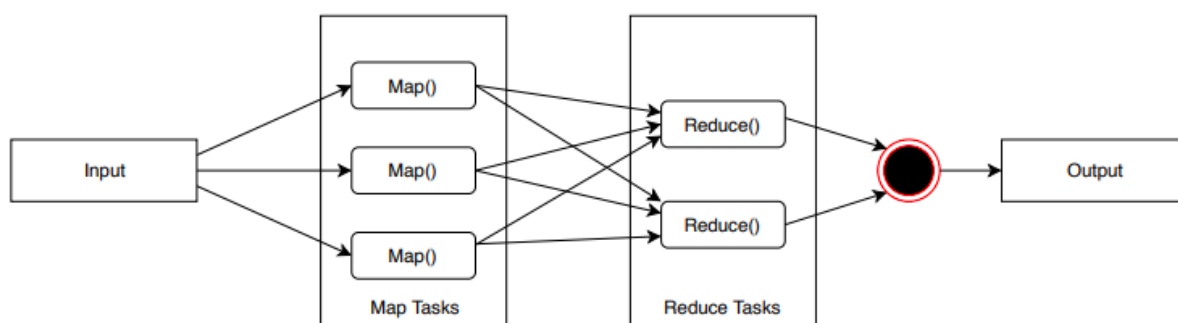 Input
Map()
Map()
Map()
Map Tasks
Reduce()
Reduce()
Reduce Tasks
Output